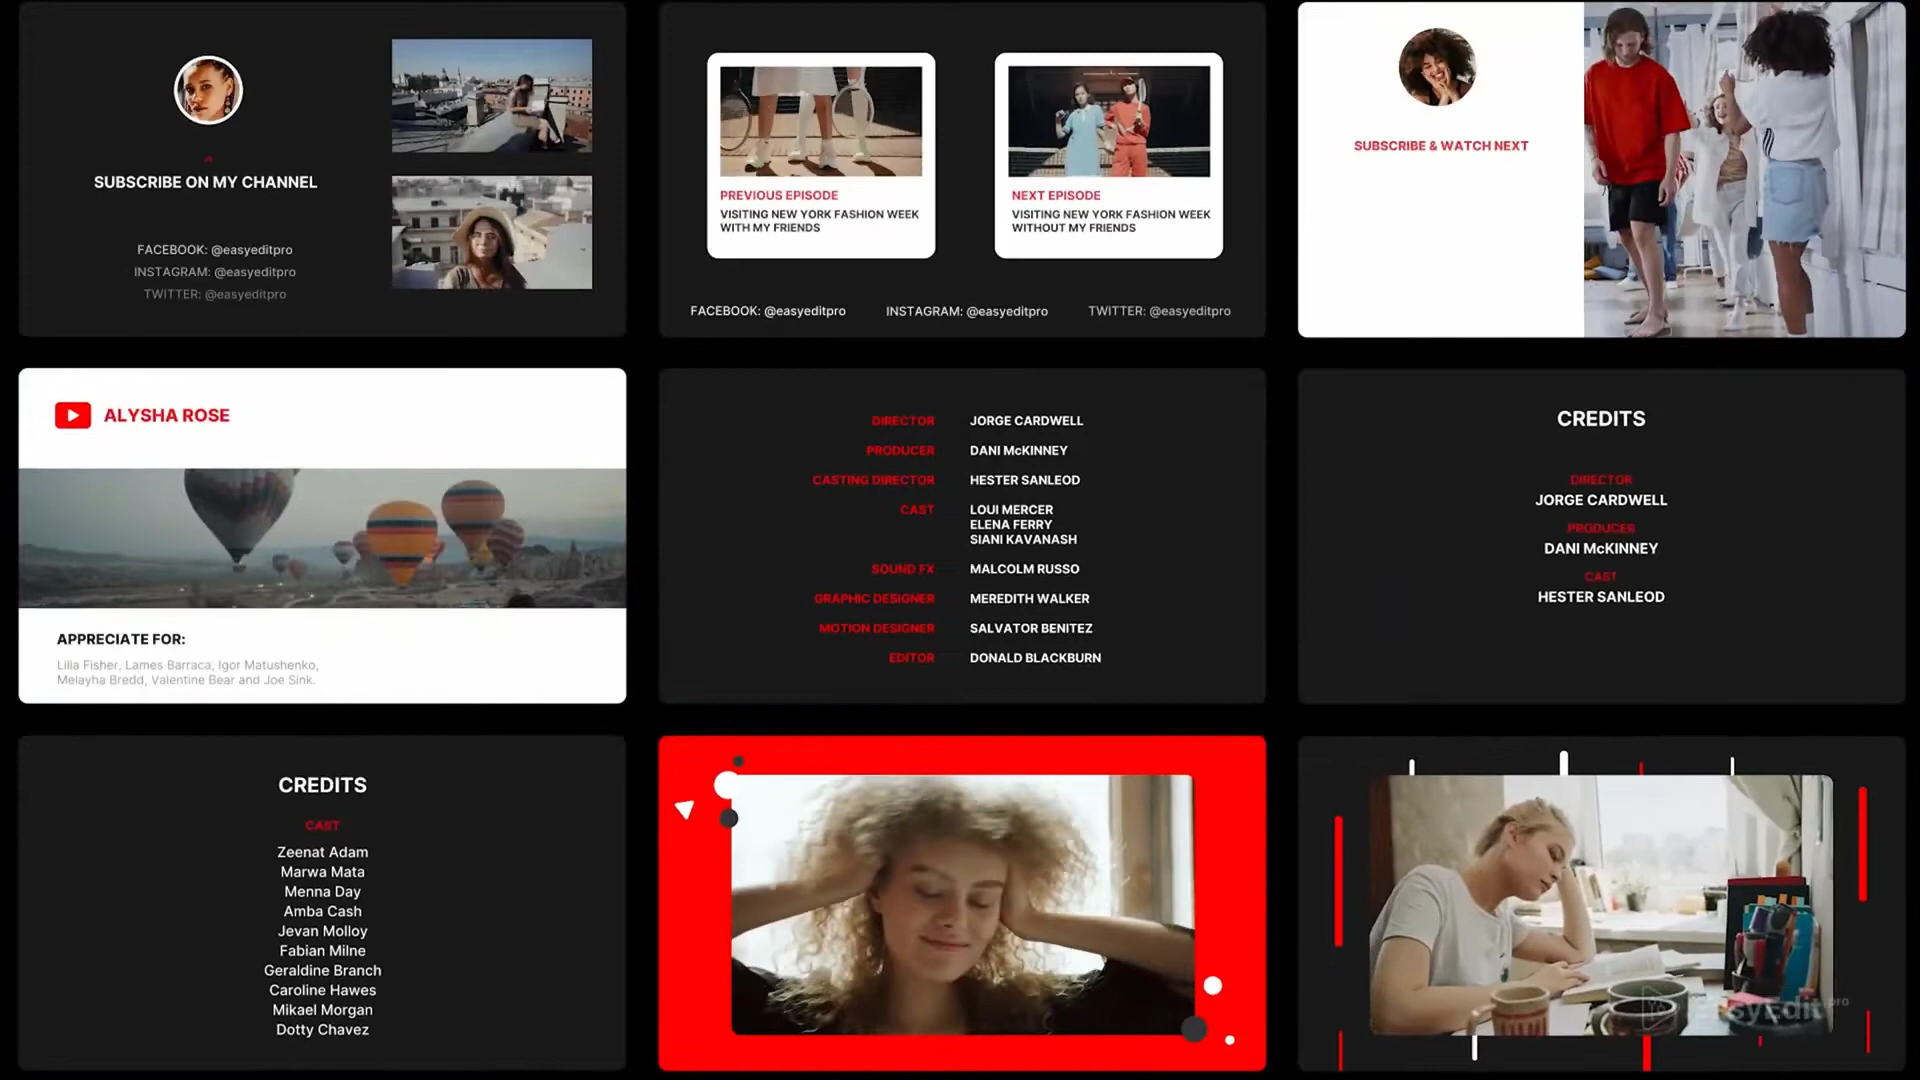 SUBSCRIBE ON MY CHANNEL
FACEBOOK: @easyeditpro
INSTAGRAM: @easyeditpro
TWITTER: @easyeditpro
PREVIOUS EPISODE
VISITING NEW YORK FASHION WEEK
WITH MY FRIENDS
NEXT EPISODE
VISITING NEW YORK FASHION WEEK
WITHOUT MY FRIENDS
FACEBOOK: @easyeditpro
INSTAGRAM: @easyeditpro
TWITTER: @easyeditpro
SUBSCRIBE & WATCH NEXT
ALYSHA ROSE
APPRECIATE FOR:
Lilia Fisher, Lames Barraca, Igor Matushenko,
Melayha Bredd, Valentine Bear and Joe Sink.
DIRECTOR JORGE CARDWELL
PRODUCER DANI McKINNEY
CASTING DIRECTOR HESTER SANLEOD
CAST LOUI MERCER
ELENA FERRY
SIANI KAVANASH
SOUND FX MALCOLM RUSSO
GRAPHIC DESIGNER MEREDITH WALKER
MOTION DESIGNER SALVATOR BENITEZ
EDITOR DONALD BLACKBURN
CREDITS
DIRECTOR
JORGE CARDWELL
PRODUCER
DANI McKINNEY
CAST
HESTER SANLEOD
CREDITS
CAST
Zeenat Adam
Marwa Mata
Menna Day
Amba Cash
Jevan Molloy
Fabian Milne
Geraldine Branch
Caroline Hawes
Mikael Morgan
Dotty Chavez
EasyEdit pro